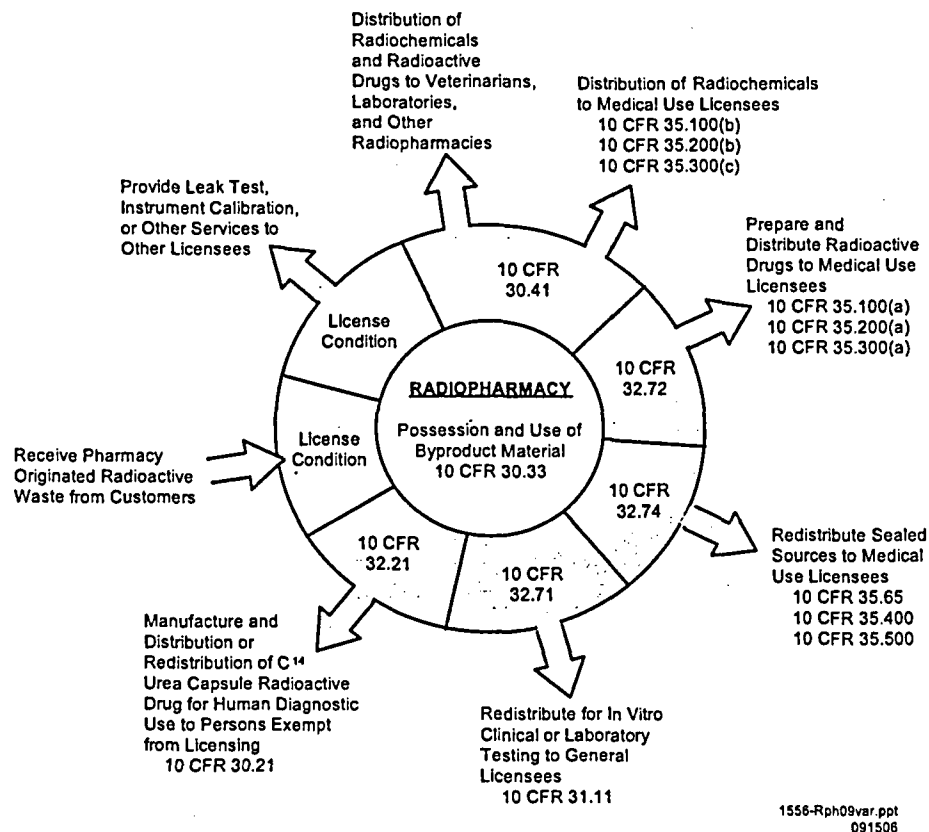 Distribution of
Radiochemicals
and Radioactive
Drugs to Veterinarians,
Laboratories,
and Other
Radiopharmacies
Distribution of Radiochemicals
to Medical Use Licensees
10 CFR 35.100(b)
10 CFR 35.200(b)
10 CFR 35.300(c)
Provide Leak Test,
Instrument Calibration,
or Other Services to
Other Licensees
Prepare and
Distribute Radioactive
Drugs to Medical Use
Licensees
10 CFR 35.100(a)
10 CFR 35.200(a)
10 CFR 35.300(a)
10 CFR
30.41
License
Condition
10 CFR
32.72
RADIOPHARMACY
Possession and Use of
Byproduct Material
10 CFR 30.33
License
Condition
Receive Pharmacy
Originated Radioactive
Waste from Customers
10 CFR
32.74
10 CFR
32.21
10 CFR
32.71
Redistribute Sealed
Sources to Medical
Use Licensees
10 CFR 35.65
10 CFR 35.400
10 CFR 35.500
Manufacture and
Distribution or
Redistribution of C¹⁴
Urea Capsule Radioactive
Drug for Human Diagnostic
Use to Persons Exempt
from Licensing
10 CFR 30.21
Redistribute for In Vitro
Clinical or Laboratory
Testing to General
Licensees
10 CFR 31.11
1556-Rph09var.ppt
091506